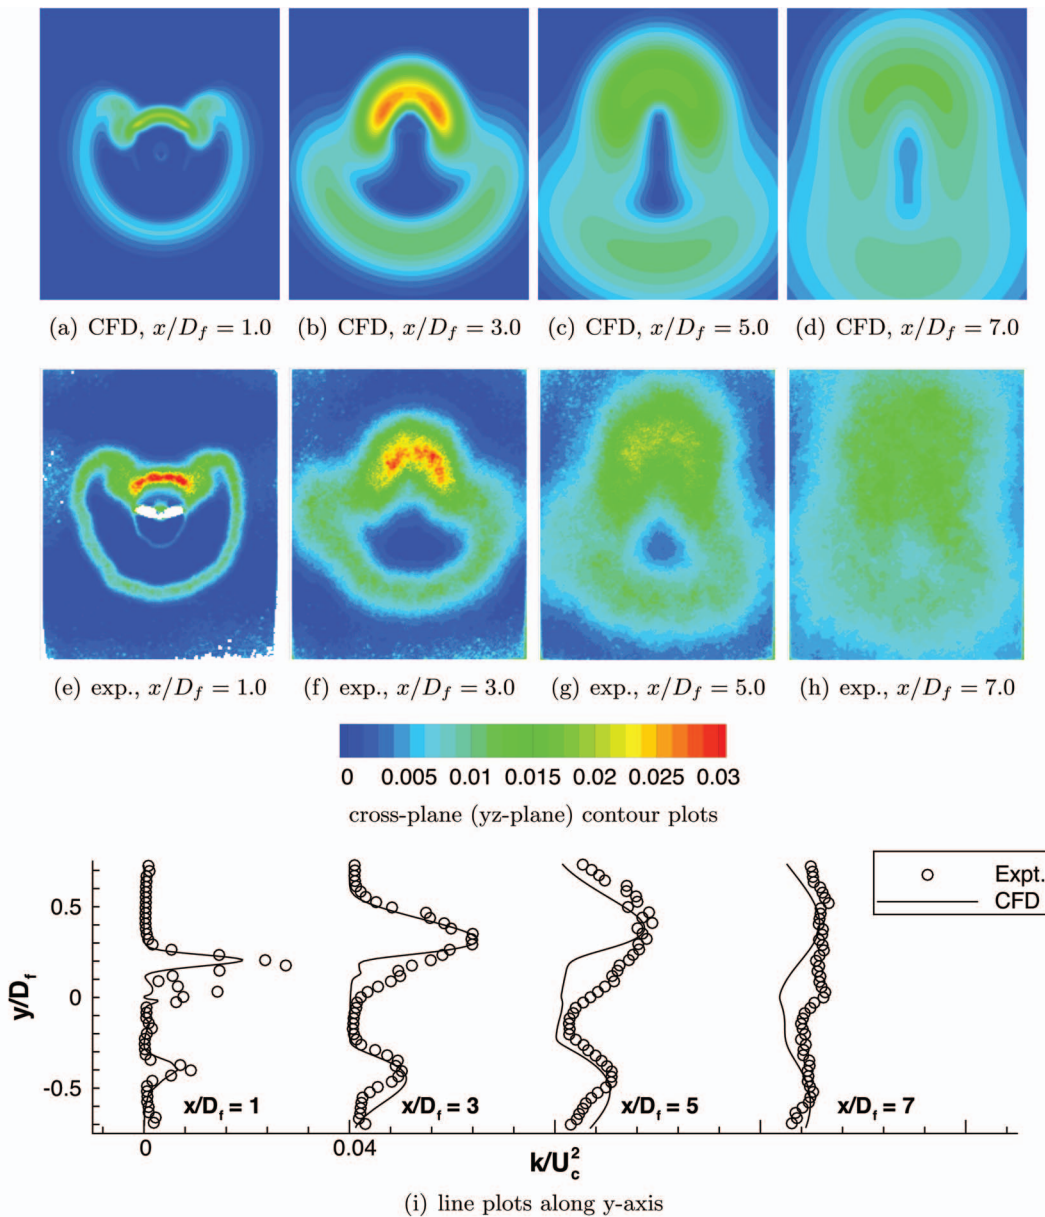 (a) CFD, x/D_f = 1.0
(b) CFD, x/D_f = 3.0
(c) CFD, x/D_f = 5.0
(d) CFD, x/D_f = 7.0
(e) exp., x/D_f = 1.0
(f) exp., x/D_f = 3.0
(g) exp., x/D_f = 5.0
(h) exp., x/D_f = 7.0
0 0.005 0.01 0.015 0.02 0.025 0.03
cross-plane (yz-plane) contour plots
Expt.
CFD
0.5
0
-0.5
y/D_f
x/D_f = 1
x/D_f = 3
x/D_f = 5
x/D_f = 7
0 0.04
k/U_c^2
(i) line plots along y-axis